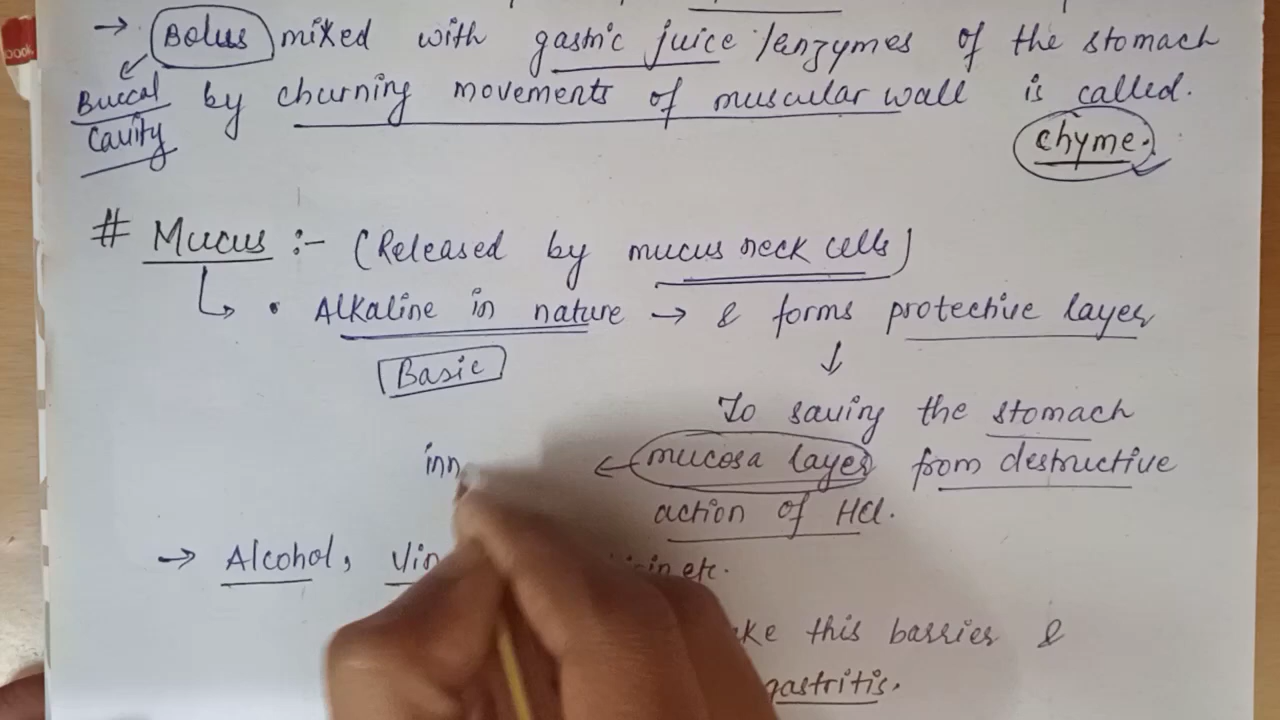 book
→ Bolus mixed with gastric juice /enzymes of the stomach
Buccal by churning movements of muscular wall is called.
Cavity
chyme.
# Mucus :- (Released by mucus neck cells)
• Alkaline in nature → & forms protective layer
Basic
To saving the stomach
inn ← mucosa layer from destructive
action of HCl.
→ Alcohol, etc.
this barrier &
gastritis.